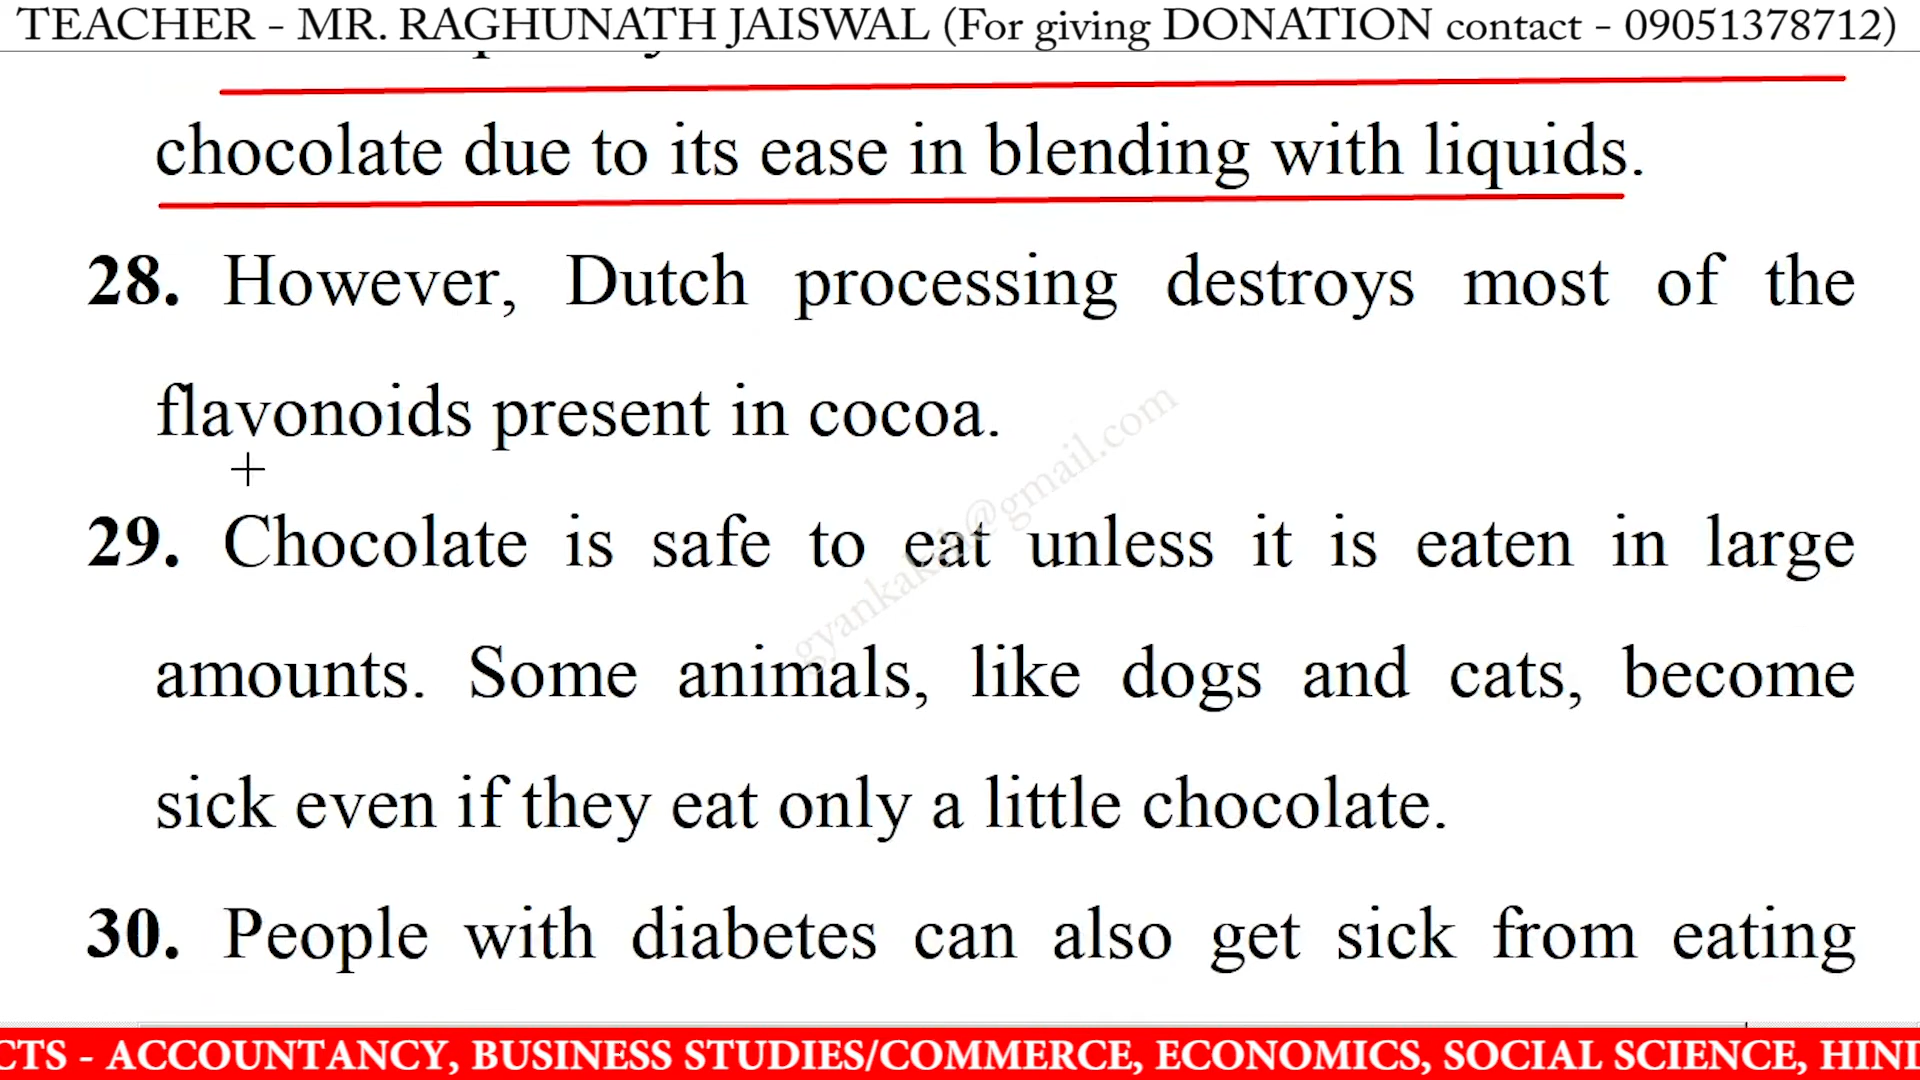 TEACHER - MR. RAGHUNATH JAISWAL (For giving DONATION contact - 09051378712)
chocolate due to its ease in blending with liquids.
28. However, Dutch processing destroys most of the
flavonoids present in cocoa.
29. Chocolate is safe to eat unless it is eaten in large
amounts. Some animals, like dogs and cats, become
sick even if they eat only a little chocolate.
30. People with diabetes can also get sick from eating
CTS - ACCOUNTANCY, BUSINESS STUDIES/COMMERCE, ECONOMICS, SOCIAL SCIENCE, HIND